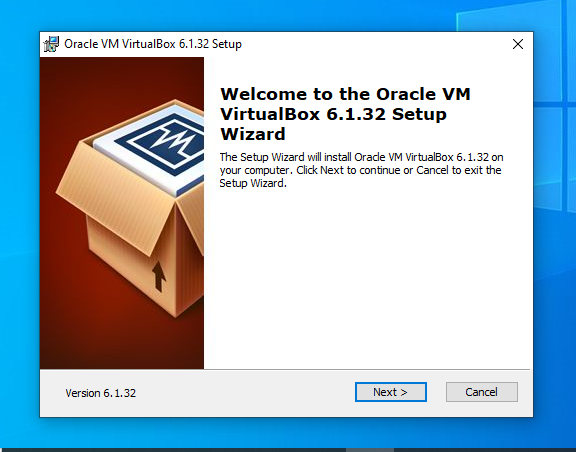 Oracle VM VirtualBox 6.1.32 Setup
VM
Welcome to the Oracle VM
VirtualBox 6.1.32 Setup
Wizard
The Setup Wizard will install Oracle VM VirtualBox 6.1.32 on
your computer. Click Next to continue or Cancel to exit the
Setup Wizard.
Version 6.1.32
Next >
Cancel